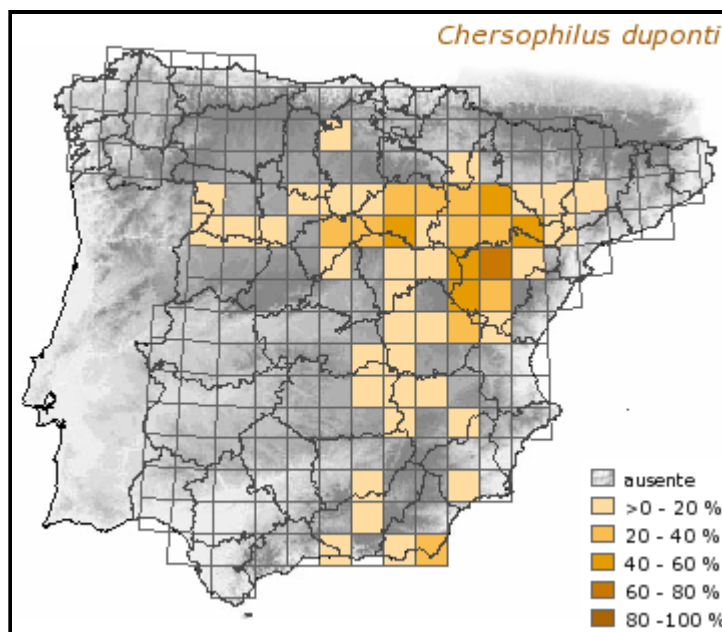 Chersophilus duponti
ausente
>0 - 20 %
20 - 40 %
40 - 60 %
60 - 80 %
80 -100 %